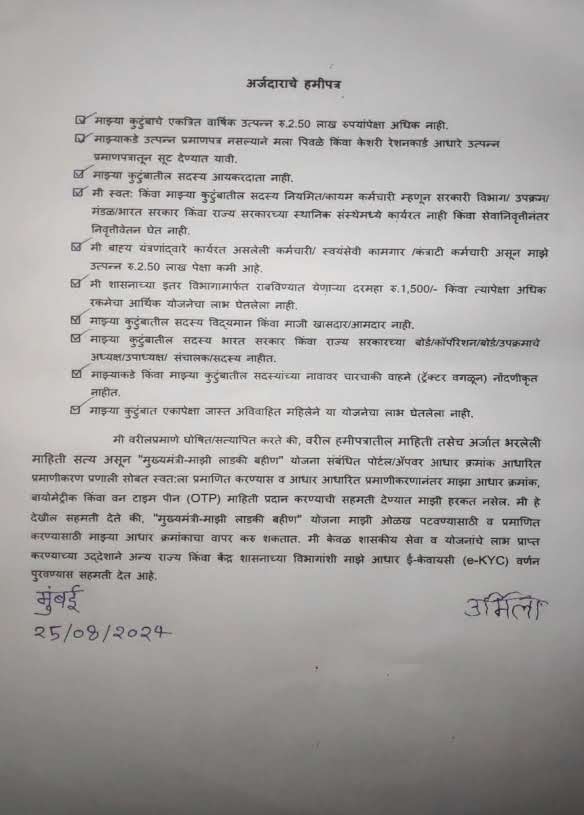 अर्जदाराचे हमीपत्र
माझ्या कुटुंबाचे एकत्रित वार्षिक उत्पन्न रु.2.50 लाख रुपयांपेक्षा अधिक नाही.
माझ्याकडे उत्पन्न प्रमाणपत्र नसल्याने मला पिवळे किंवा केशरी रेशनकार्ड आधारे उत्पन्न
प्रमाणपत्रातून सूट देण्यात यावी.
माझ्या कुटुंबातील सदस्य आयकरदाता नाही.
मी स्वत: किंवा माझ्या कुटुंबातील सदस्य नियमित/कायम कर्मचारी म्हणून सरकारी विभाग/ उपक्रम/
मंडळ/भारत सरकार किंवा राज्य सरकारच्या स्थानिक संस्थेमध्ये कार्यरत नाही किंवा सेवानिवृत्तीनंतर
निवृत्तीवेतन घेत नाही.
मी बाह्य यंत्रणांद्वारे कार्यरत असलेली कर्मचारी/ स्वयंसेवी कामगार /कंत्राटी कर्मचारी असून माझे
उत्पन्न रु.2.50 लाख पेक्षा कमी आहे.
मी शासनाच्या इतर विभागामार्फत राबविण्यात येणाऱ्या दरमहा रु.1,500/- किंवा त्यापेक्षा अधिक
रकमेचा आर्थिक योजनेचा लाभ घेतलेला नाही.
माझ्या कुटुंबातील सदस्य विद्यमान किंवा माजी खासदार/आमदार नाही.
माझ्या कुटुंबातील सदस्य भारत सरकार किंवा राज्य सरकारच्या बोर्ड/कॉर्पोरेशन/बोर्ड/उपक्रमाचे
अध्यक्ष/उपाध्यक्ष/ संचालक/सदस्य नाहीत.
माझ्याकडे किंवा माझ्या कुटुंबातील सदस्यांच्या नावावर चारचाकी वाहने (ट्रॅक्टर वगळून) नोंदणीकृत
नाहीत.
माझ्या कुटुंबात एकापेक्षा जास्त अविवाहित महिलेने या योजनेचा लाभ घेतलेला नाही.
मी वरीलप्रमाणे घोषित/सत्यापित करते की, वरील हमीपत्रातील माहिती तसेच अर्जात भरलेली
माहिती सत्य असून "मुख्यमंत्री-माझी लाडकी बहीण" योजना संबंधित पोर्टल/ॲपवर आधार क्रमांक आधारित
प्रमाणीकरण प्रणाली सोबत स्वत:ला प्रमाणित करण्यास व आधार आधारित प्रमाणीकरणानंतर माझा आधार क्रमांक,
बायोमेट्रीक किंवा वन टाइम पीन (OTP) माहिती प्रदान करण्याची सहमती देण्यात माझी हरकत नसेल. मी हे
देखील सहमती देते की, "मुख्यमंत्री-माझी लाडकी बहीण" योजना माझी ओळख पटवण्यासाठी व प्रमाणित
करण्यासाठी माझ्या आधार क्रमांकाचा वापर करु शकतात. मी केवळ शासकीय सेवा व योजनांचे लाभ प्राप्त
करण्याच्या उद्देशाने अन्य राज्य किंवा केंद्र शासनाच्या विभागांशी माझे आधार ई-केवायसी (e-KYC) वर्णन
पुरवण्यास सहमती देत आहे.
मुंबई
उर्मिला
25/08/2024